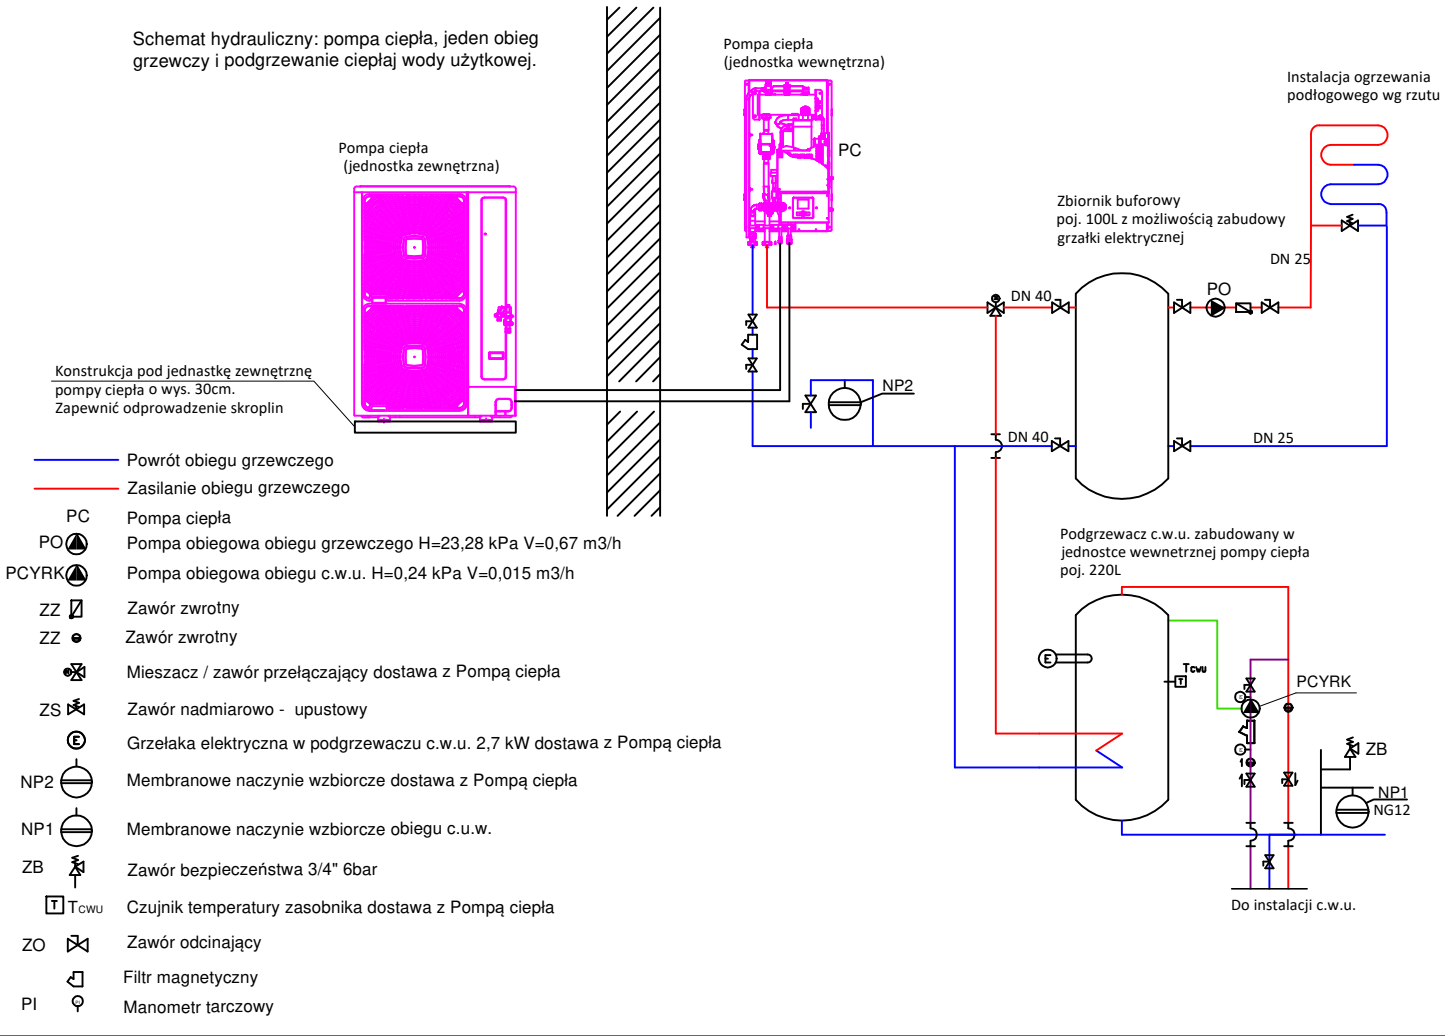 Schemat hydrauliczny: pompa ciepła, jeden obieg
grzewczy i podgrzewanie ciepłaj wody użytkowej.
Pompa ciepła
(jednostka zewnętrzna)
Pompa ciepła
(jednostka wewnętrzna)
PC
Instalacja ogrzewania
podłogowego wg rzutu
Zbiornik buforowy
poj. 100L z możliwością zabudowy
grzałki elektrycznej
DN 25
DN 40
PO
Konstrukcja pod jednastkę zewnętrznę
pompy ciepła o wys. 30cm.
Zapewnić odprowadzenie skroplin
NP2
DN 40
DN 25
Powrót obiegu grzewczego
Zasilanie obiegu grzewczego
PC Pompa ciepła
PO Pompa obiegowa obiegu grzewczego H=23,28 kPa V=0,67 m3/h
PCYRK Pompa obiegowa obiegu c.w.u. H=0,24 kPa V=0,015 m3/h
ZZ Zawór zwrotny
ZZ Zawór zwrotny
Mieszacz / zawór przełączający dostawa z Pompą ciepła
ZS Zawór nadmiarowo - upustowy
E Grzełaka elektryczna w podgrzewaczu c.w.u. 2,7 kW dostawa z Pompą ciepła
NP2 Membranowe naczynie wzbiorcze dostawa z Pompą ciepła
NP1 Membranowe naczynie wzbiorcze obiegu c.u.w.
ZB Zawór bezpieczeństwa 3/4" 6bar
T TCWU Czujnik temperatury zasobnika dostawa z Pompą ciepła
ZO Zawór odcinający
Filtr magnetyczny
PI Manometr tarczowy
Podgrzewacz c.w.u. zabudowany w
jednostce wewnetrznej pompy ciepła
poj. 220L
E
TCWU
T
PCYRK
ZB
NP1
NG12
Do instalacji c.w.u.